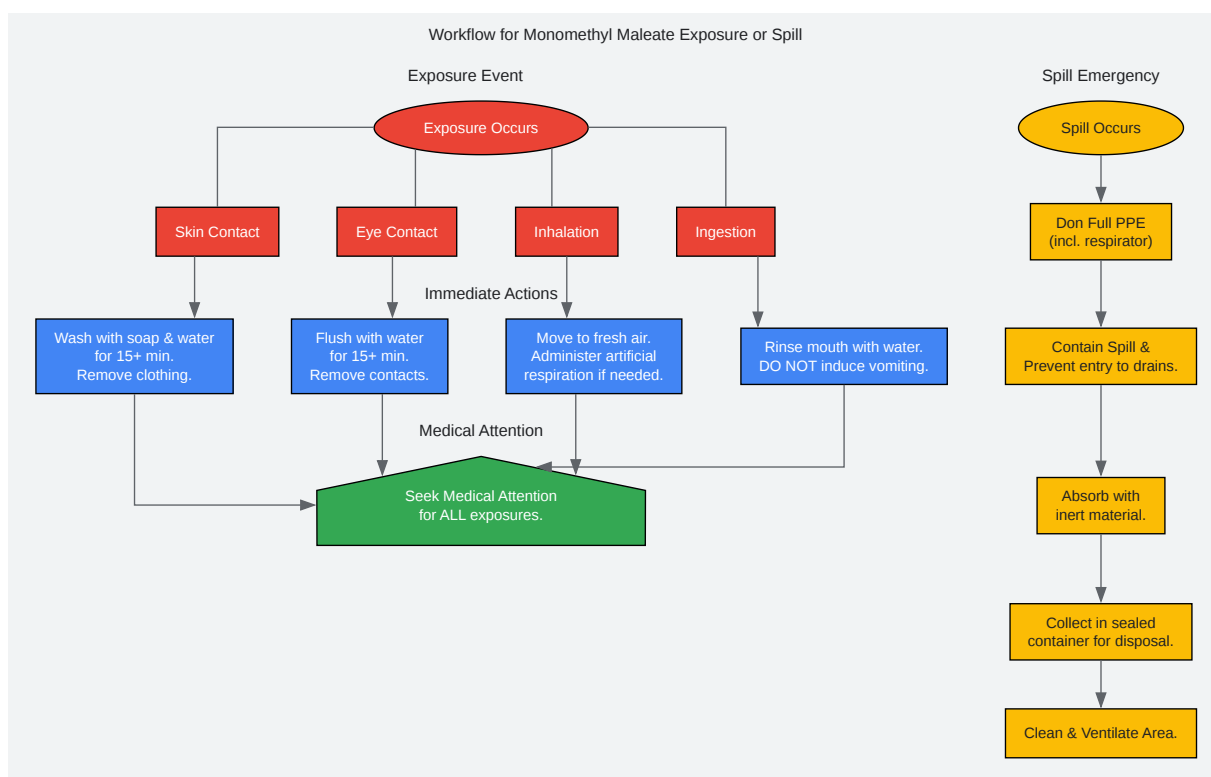 Workflow for Monomethyl Maleate Exposure or Spill
Exposure Event
Exposure Occurs
Skin Contact
Eye Contact
Inhalation
Ingestion
Immediate Actions
Wash with soap & water
for 15+ min.
Remove clothing.
Flush with water
for 15+ min.
Remove contacts.
Move to fresh air.
Administer artificial
respiration if needed.
Rinse mouth with water.
DO NOT induce vomiting.
Medical Attention
Seek Medical Attention
for ALL exposures.
Spill Emergency
Spill Occurs
Don Full PPE
(incl. respirator)
Contain Spill &
Prevent entry to drains.
Absorb with
inert material.
Collect in sealed
container for disposal.
Clean & Ventilate Area.